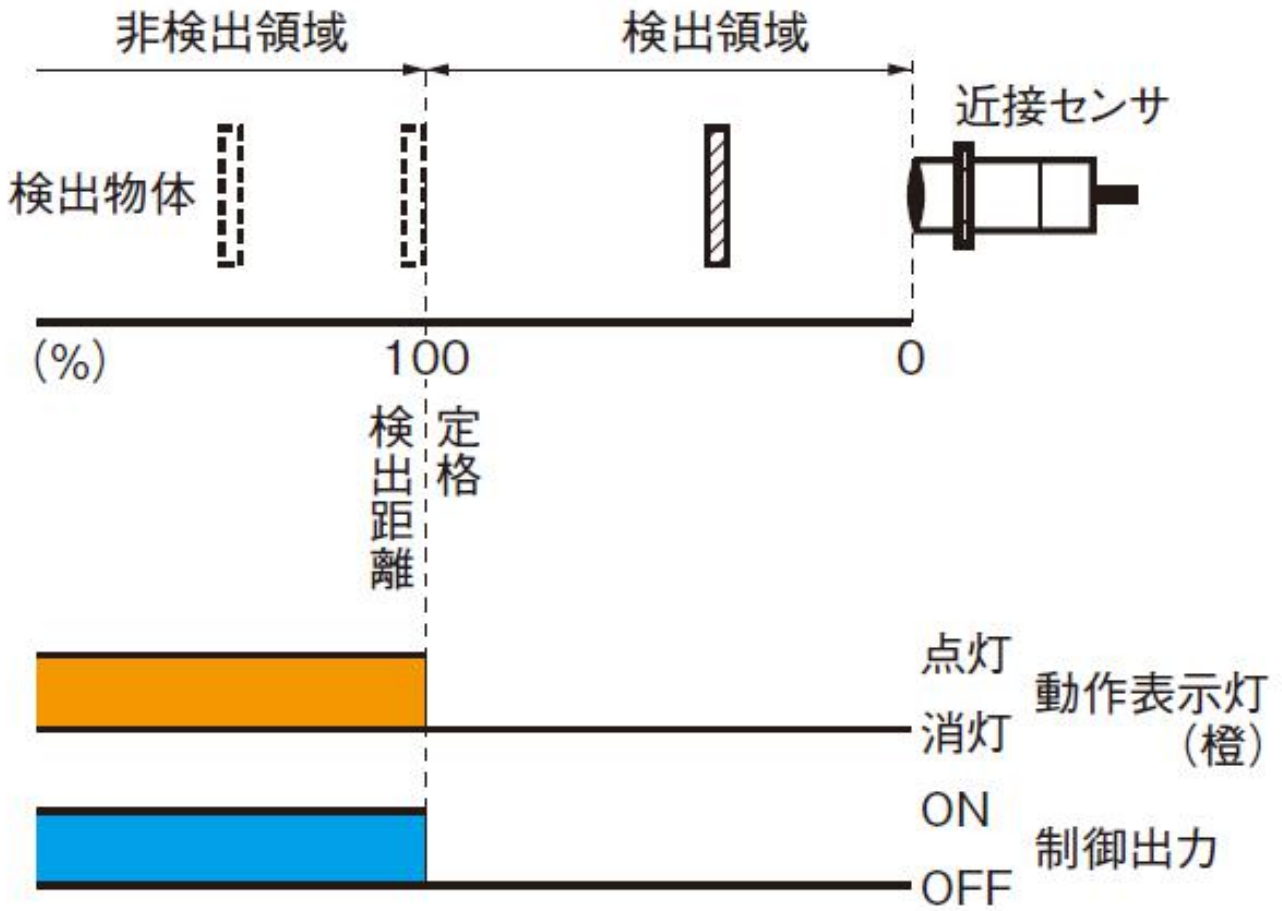 非検出領域
検出領域
近接センサ
検出物体
(%)
100
0
定格
検出距離
点灯
消灯
動作表示灯
(橙)
ON
OFF
制御出力